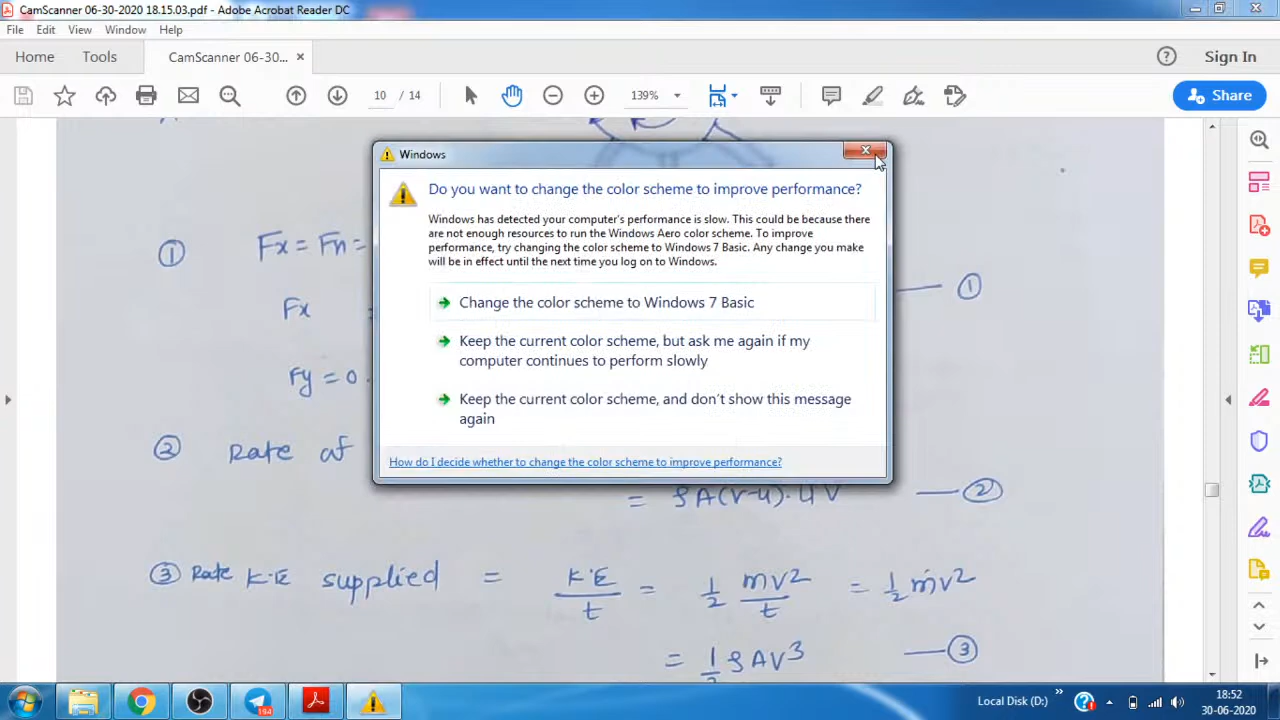 CamScanner 06-30-2020 18.15.03.pdf - Adobe Acrobat Reader DC
File Edit View Window Help
Home Tools CamScanner 06-30... × Sign In
10 / 14 139% Share
Windows
Do you want to change the color scheme to improve performance?
Windows has detected your computer's performance is slow. This could be because there
are not enough resources to run the Windows Aero color scheme. To improve
performance, try changing the color scheme to Windows 7 Basic. Any change you make
will be in effect until the next time you log on to Windows.
Change the color scheme to Windows 7 Basic
Keep the current color scheme, but ask me again if my
computer continues to perform slowly
Keep the current color scheme, and don't show this message
again
How do I decide whether to change the color scheme to improve performance?
① Fx = Fn = — ①
Fx =
Fy = 0.
② Rate of
= ρA(V-u).uV — ②
③ Rate K.E supplied = K.E/t = 1/2 mv²/t = 1/2 ṁv²
= 1/2 ρAV³ — ③
194
Local Disk (D:) » 18:52
30-06-2020